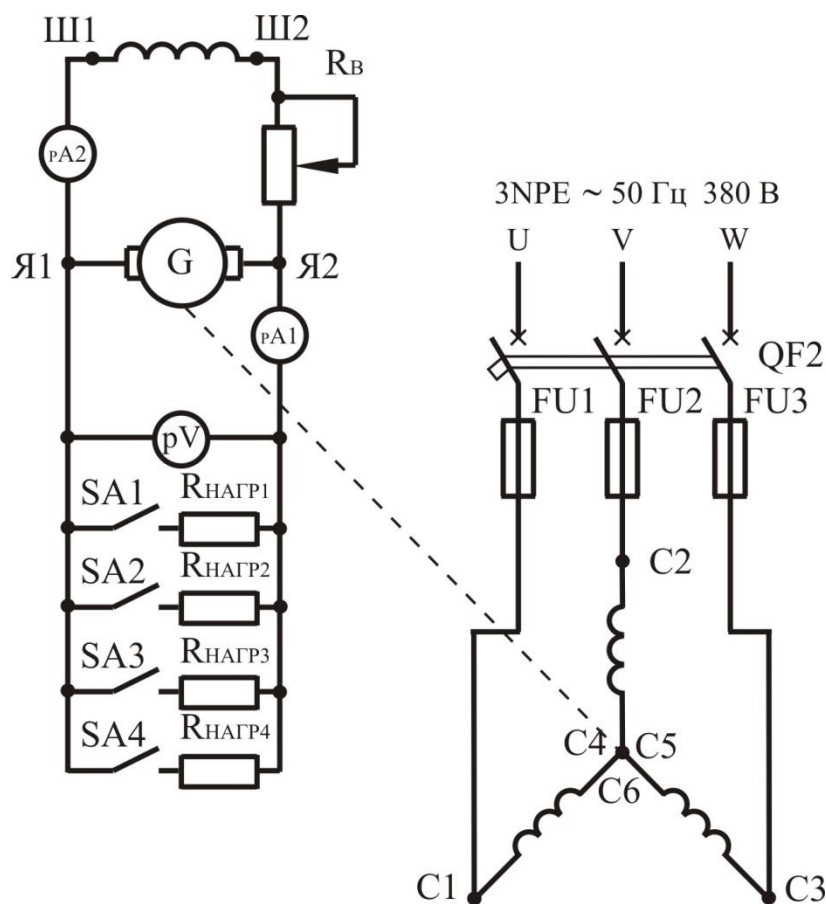 Ш1
Ш2
RВ
pA2
Я1
G
Я2
pA1
pV
SA1
RНАГР1
SA2
RНАГР2
SA3
RНАГР3
SA4
RНАГР4
3NPE ~ 50 Гц 380 В
U
V
W
QF2
FU1
FU2
FU3
C2
C4
C5
C6
C1
C3